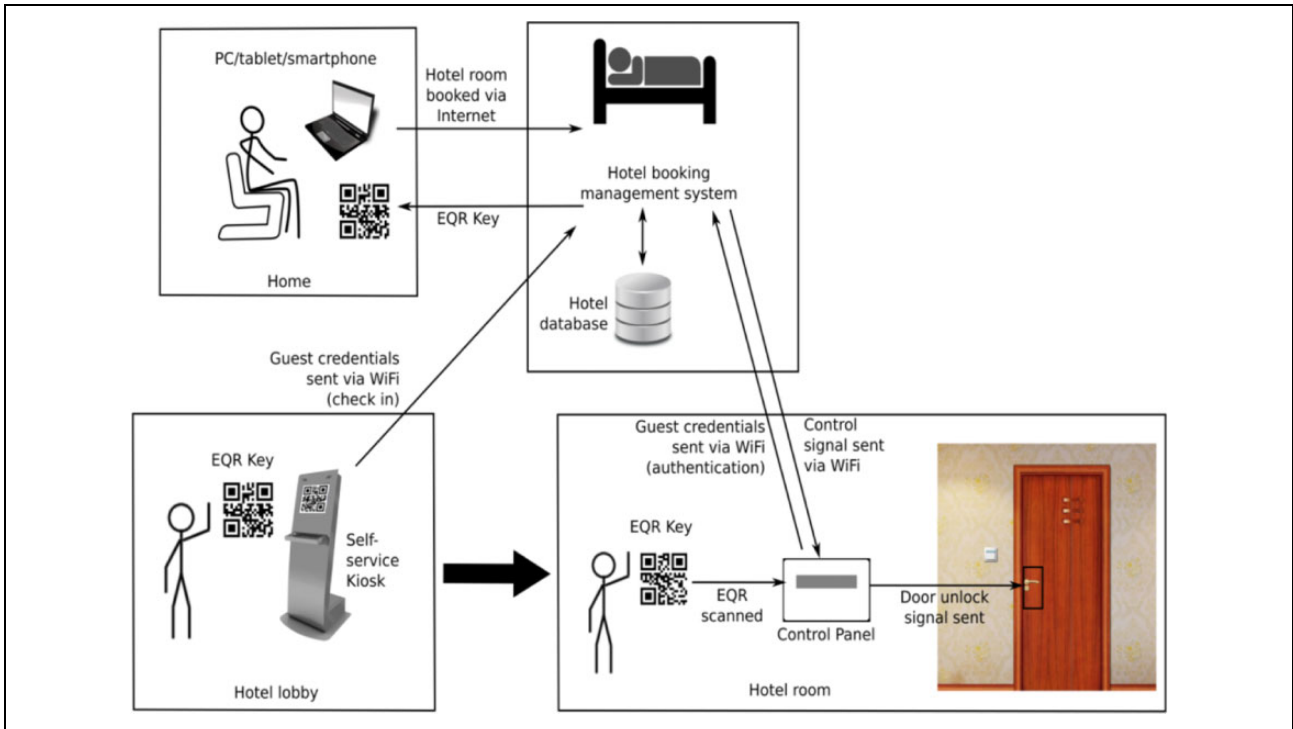 PC/tablet/smartphone
Hotel room
booked via
Internet
EQR Key
Home
Hotel booking
management system
Hotel
database
Guest credentials
sent via WiFi
(check in)
EQR Key
Self-
service
Kiosk
Hotel lobby
Guest credentials
sent via WiFi
(authentication)
Control
signal sent
via WiFi
EQR Key
EQR
scanned
Control Panel
Door unlock
signal sent
Hotel room